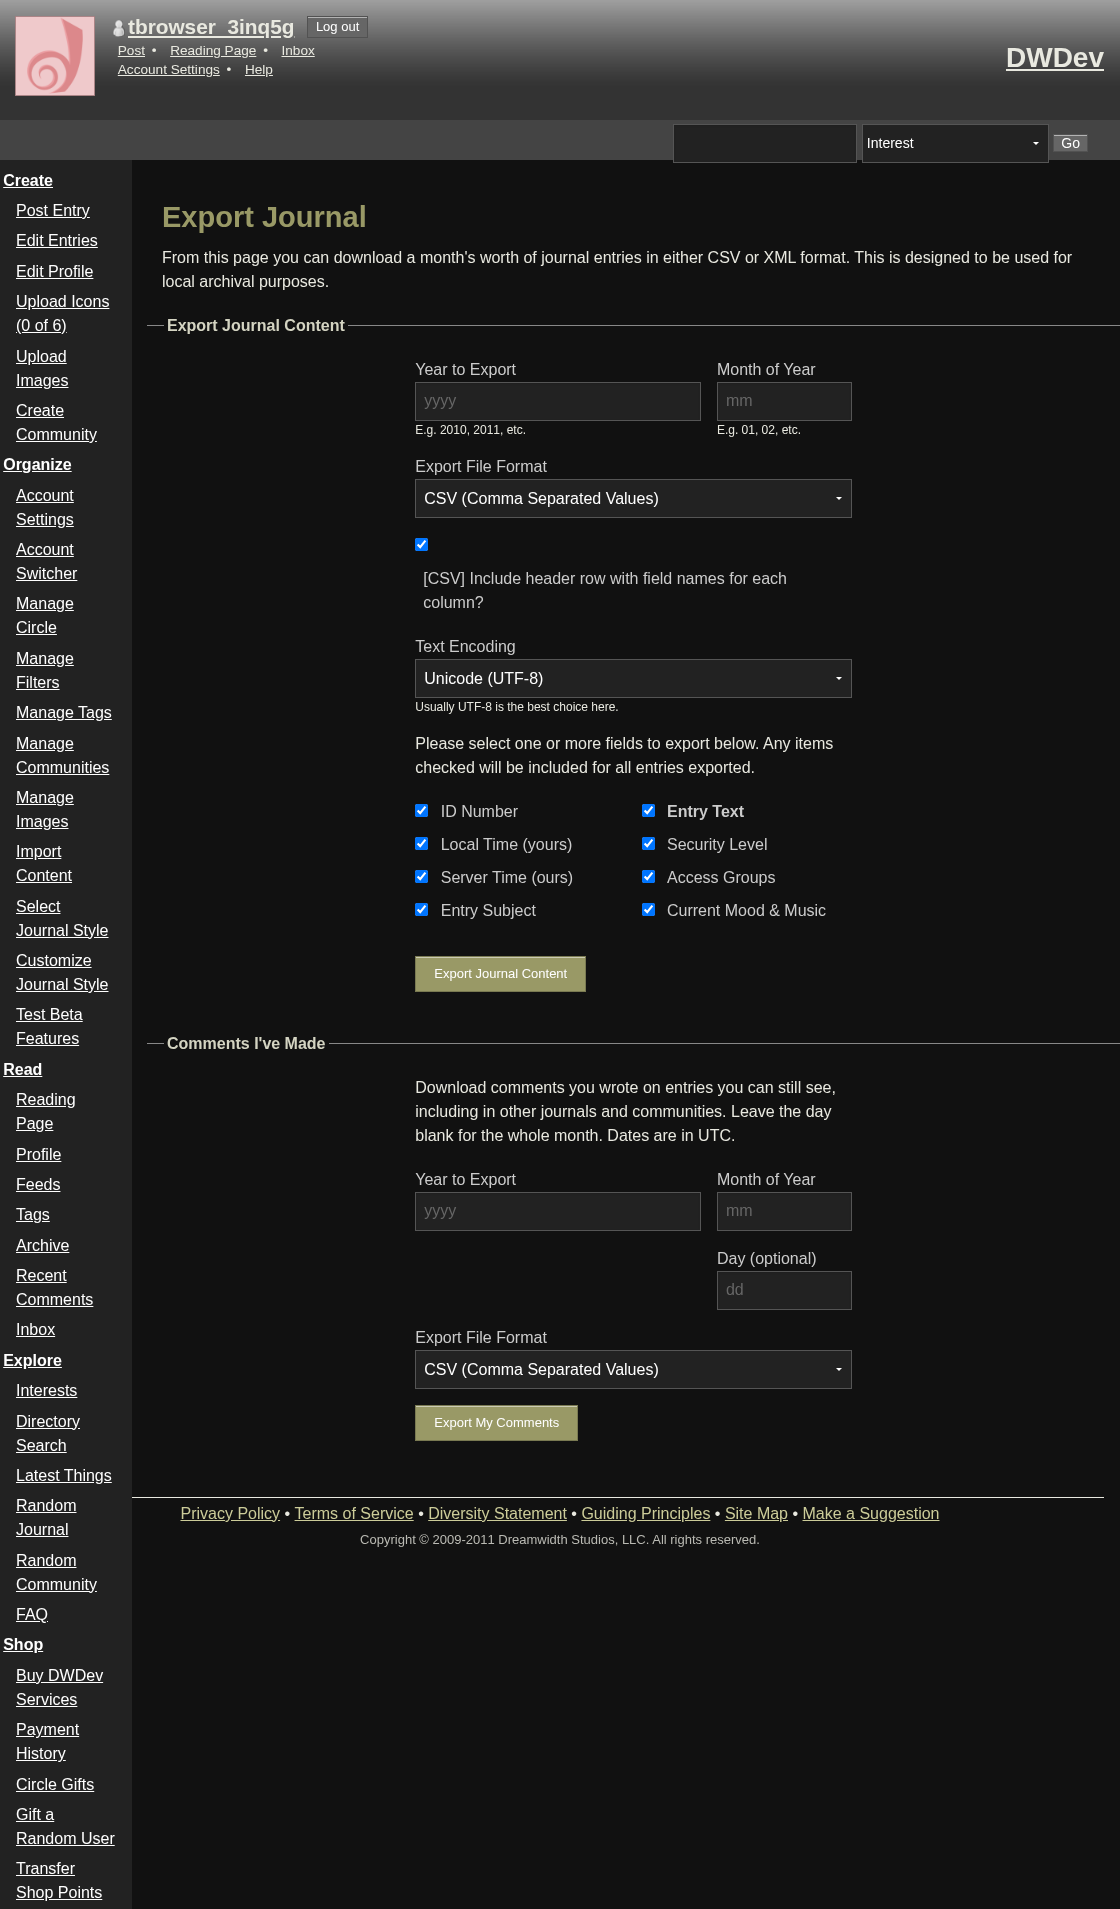 tbrowser_3inq5g Log out
Post • Reading Page • Inbox
Account Settings • Help
DWDev
Interest Go
Create
Post Entry
Edit Entries
Edit Profile
Upload Icons
(0 of 6)
Upload
Images
Create
Community
Organize
Account
Settings
Account
Switcher
Manage
Circle
Manage
Filters
Manage Tags
Manage
Communities
Manage
Images
Import
Content
Select
Journal Style
Customize
Journal Style
Test Beta
Features
Read
Reading
Page
Profile
Feeds
Tags
Archive
Recent
Comments
Inbox
Explore
Interests
Directory
Search
Latest Things
Random
Journal
Random
Community
FAQ
Shop
Buy DWDev
Services
Payment
History
Circle Gifts
Gift a
Random User
Transfer
Shop Points
Export Journal
From this page you can download a month's worth of journal entries in either CSV or XML format. This is designed to be used for
local archival purposes.
Export Journal Content
Year to Export Month of Year
yyyy mm
E.g. 2010, 2011, etc. E.g. 01, 02, etc.
Export File Format
CSV (Comma Separated Values)
[CSV] Include header row with field names for each
column?
Text Encoding
Unicode (UTF-8)
Usually UTF-8 is the best choice here.
Please select one or more fields to export below. Any items
checked will be included for all entries exported.
ID Number Entry Text
Local Time (yours) Security Level
Server Time (ours) Access Groups
Entry Subject Current Mood & Music
Export Journal Content
Comments I've Made
Download comments you wrote on entries you can still see,
including in other journals and communities. Leave the day
blank for the whole month. Dates are in UTC.
Year to Export Month of Year
yyyy mm
Day (optional)
dd
Export File Format
CSV (Comma Separated Values)
Export My Comments
Privacy Policy • Terms of Service • Diversity Statement • Guiding Principles • Site Map • Make a Suggestion
Copyright © 2009-2011 Dreamwidth Studios, LLC. All rights reserved.